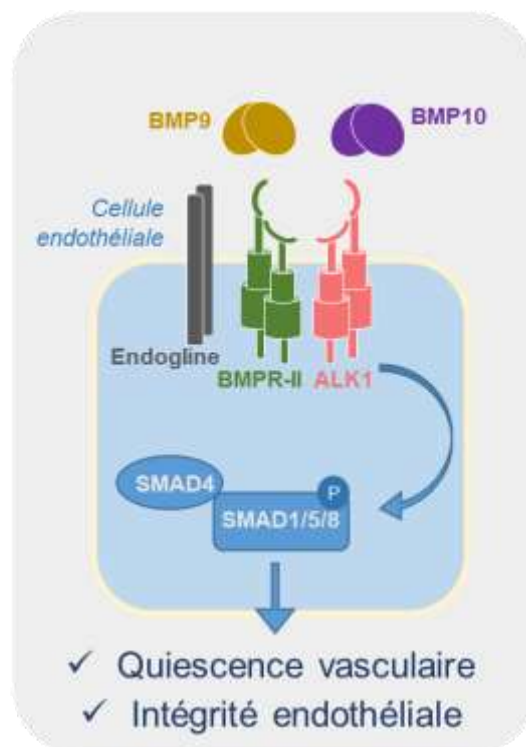 BMP9
BMP10
Cellule
endothéliale
Endogline
BMPR-II ALK1
SMAD4
P
SMAD1/5/8
✓ Quiescence vasculaire
✓ Intégrité endothéliale